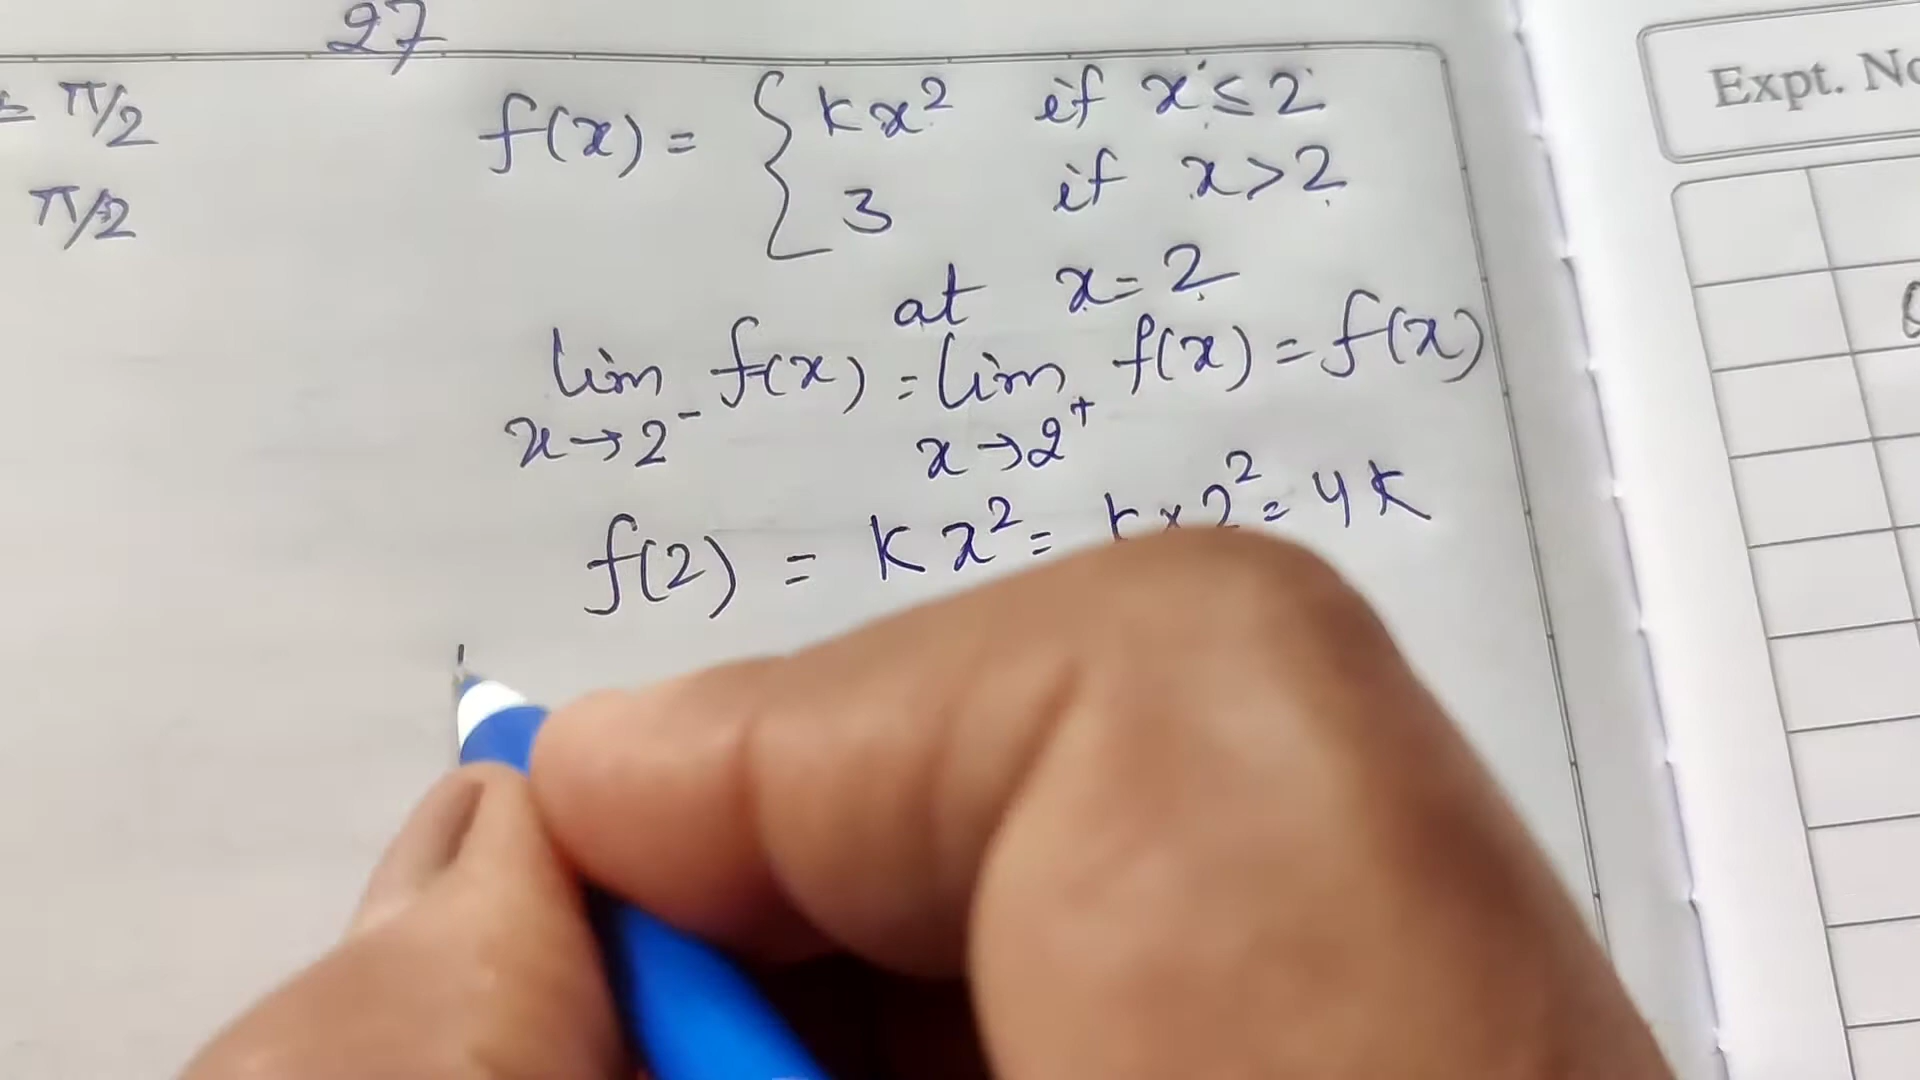 27
= π/2
π/2
f(x) = { kx² if x ≤ 2
3 if x > 2
at x = 2
lim f(x) = lim f(x) = f(x)
x→2⁻ x→2⁺
f(2) = Kx² = k×2² = 4K
Expt. No